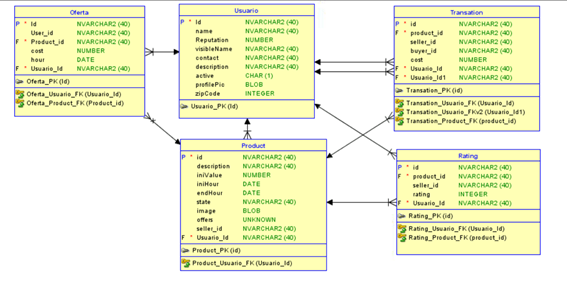 Oferta
P * Id NVARCHAR2 (40)
User_id NVARCHAR2 (40)
F * Product_id NVARCHAR2 (40)
cost NUMBER
hour DATE
F * Usuario_Id NVARCHAR2 (40)
Oferta_PK (Id)
Oferta_Usuario_FK (Usuario_Id)
Oferta_Product_FK (Product_id)
Usuario
P * Id NVARCHAR2 (40)
name NVARCHAR2 (40)
Reputation NUMBER
visibleName NVARCHAR2 (40)
contact NVARCHAR2 (40)
description NVARCHAR2 (40)
active CHAR (1)
profilePic BLOB
zipCode INTEGER
Usuario_PK (Id)
Transation
P * id NVARCHAR2 (40)
F * product_id NVARCHAR2 (40)
seller_id NVARCHAR2 (40)
buyer_id NVARCHAR2 (40)
cost NUMBER
F * Usuario_Id NVARCHAR2 (40)
F * Usuario_Id1 NVARCHAR2 (40)
Transation_PK (id)
Transation_Usuario_FK (Usuario_Id)
Transation_Usuario_FKv2 (Usuario_Id1)
Transation_Product_FK (product_id)
Product
P * id NVARCHAR2 (40)
description NVARCHAR2 (40)
iniValue NUMBER
iniHour DATE
endHour DATE
state NVARCHAR2 (40)
image BLOB
offers UNKNOWN
seller_id NVARCHAR2 (40)
F * Usuario_Id NVARCHAR2 (40)
Product_PK (id)
Product_Usuario_FK (Usuario_Id)
Rating
P * id NVARCHAR2 (40)
F * product_id NVARCHAR2 (40)
seller_id NVARCHAR2 (40)
rating INTEGER
F * Usuario_Id NVARCHAR2 (40)
Rating_PK (id)
Rating_Usuario_FK (Usuario_Id)
Rating_Product_FK (product_id)